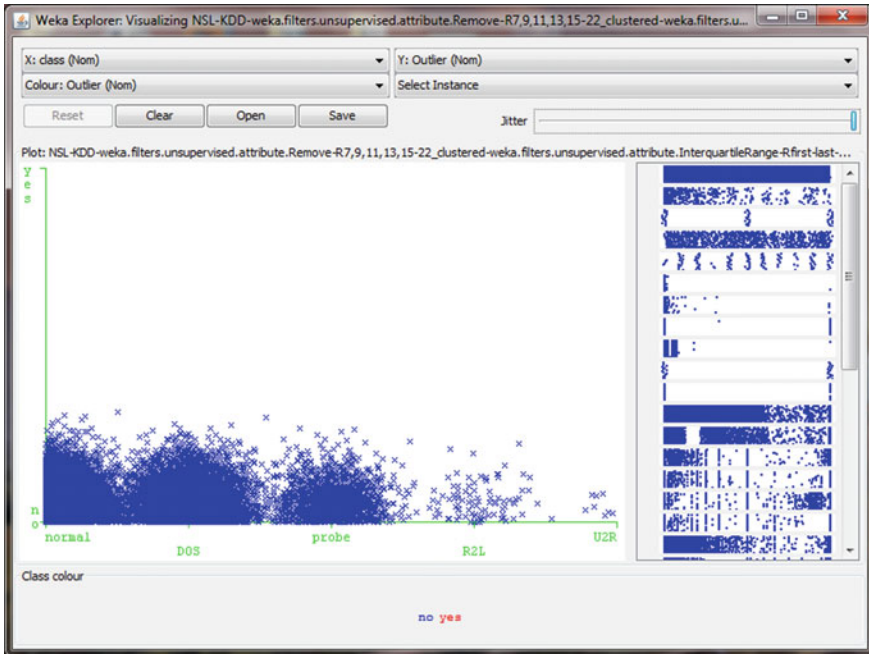 Weka Explorer: Visualizing NSL-KDD-weka.filters.unsupervised.attribute.Remove-R7,9,11,13,15-22_clustered-weka.filters.u...
X: class (Nom)
Y: Outlier (Nom)
Colour: Outlier (Nom)
Select Instance
Reset
Clear
Open
Save
Jitter
Plot: NSL-KDD-weka.filters.unsupervised.attribute.Remove-R7,9,11,13,15-22_clustered-weka.filters.unsupervised.attribute.InterquartileRange-Rfirst-last-...
yes
no
normal
DOS
probe
R2L
U2R
Class colour
no yes